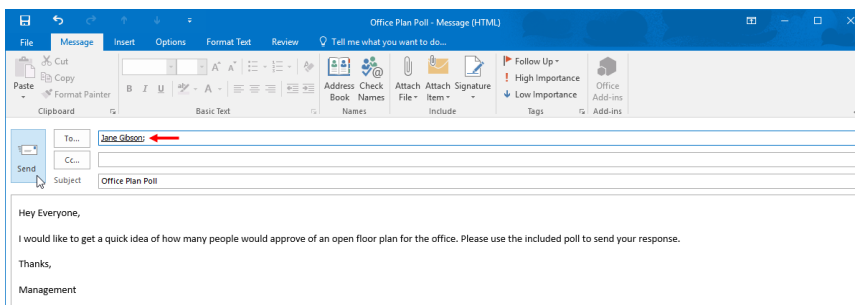 Office Plan Poll - Message (HTML)
File Message Insert Options Format Text Review Tell me what you want to do...
Cut
Copy
Format Painter
Paste
B I U A
Address Book
Check Names
Attach File
Attach Item
Signature
Follow Up
High Importance
Low Importance
Office Add-ins
Clipboard Basic Text Names Include Tags Add-ins
To... Jane Gibson;
Cc...
Send
Subject Office Plan Poll
Hey Everyone,
I would like to get a quick idea of how many people would approve of an open floor plan for the office. Please use the included poll to send your response.
Thanks,
Management